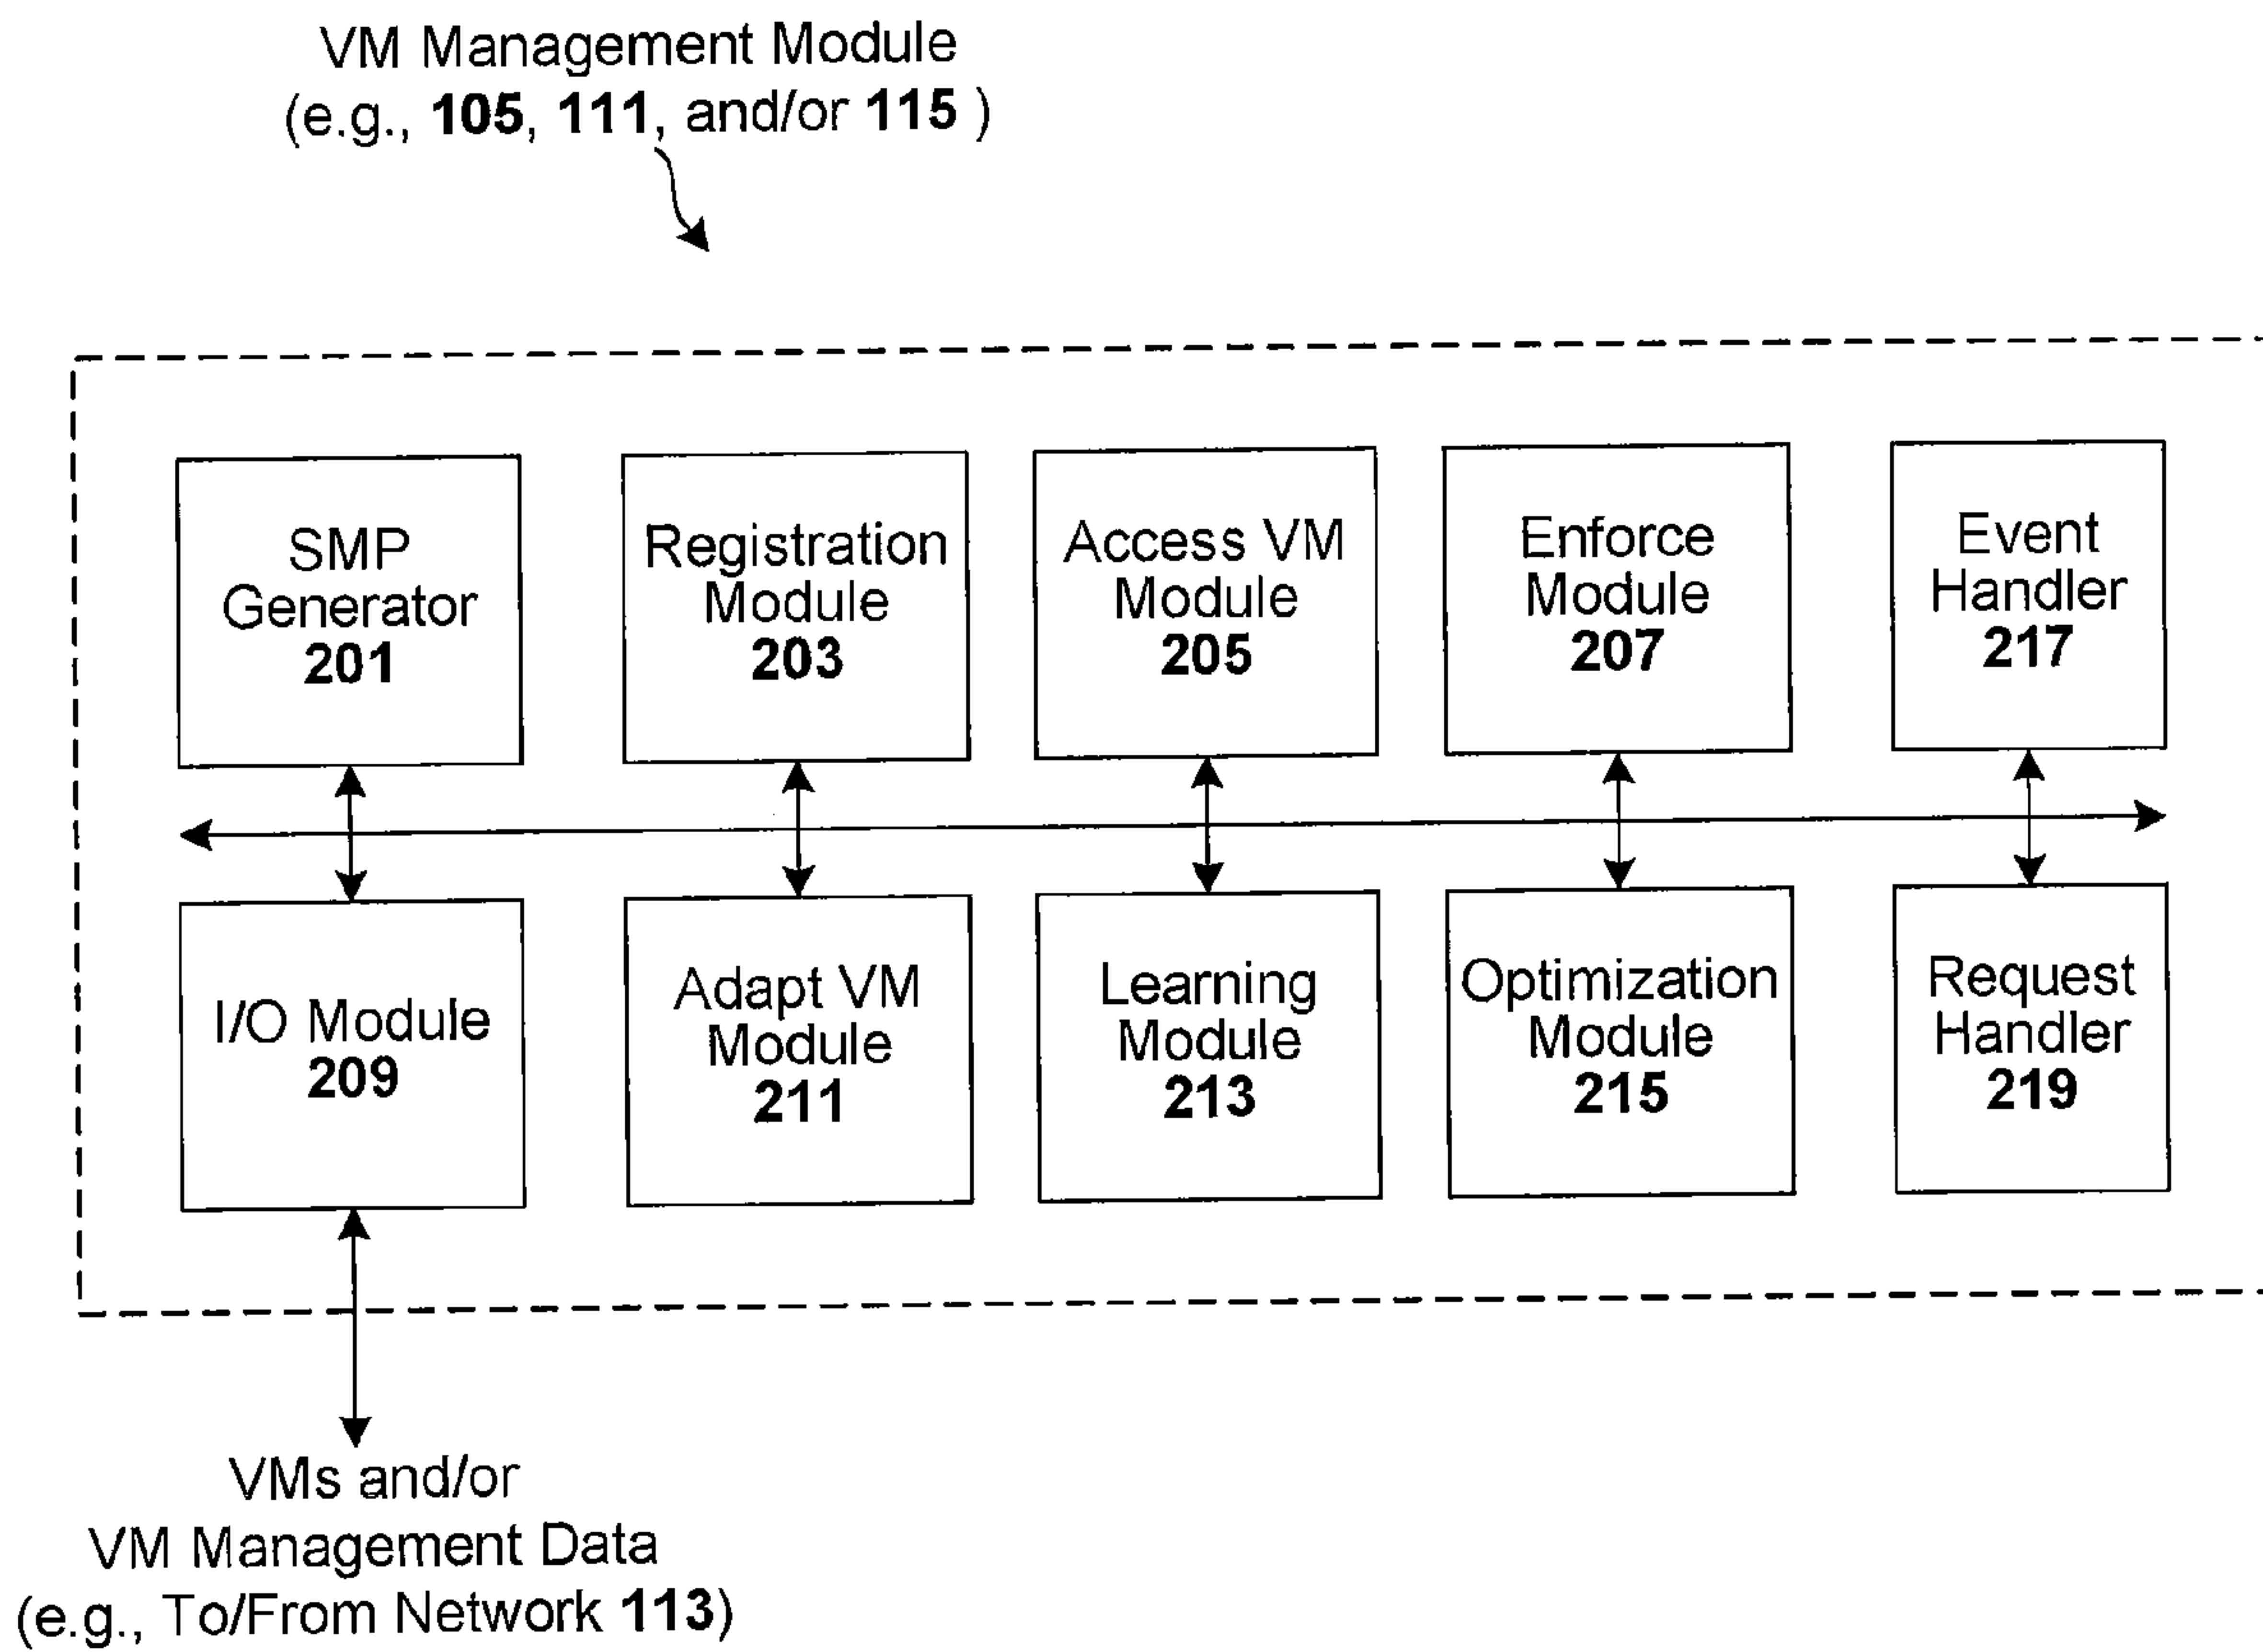 VM Management Module
(e.g., 105, 111, and/or 115 )
SMP
Generator
201
Registration
Module
203
Access VM
Module
205
Enforce
Module
207
Event
Handler
217
I/O Module
209
Adapt VM
Module
211
Learning
Module
213
Optimization
Module
215
Request
Handler
219
VMs and/or
VM Management Data
(e.g., To/From Network 113)